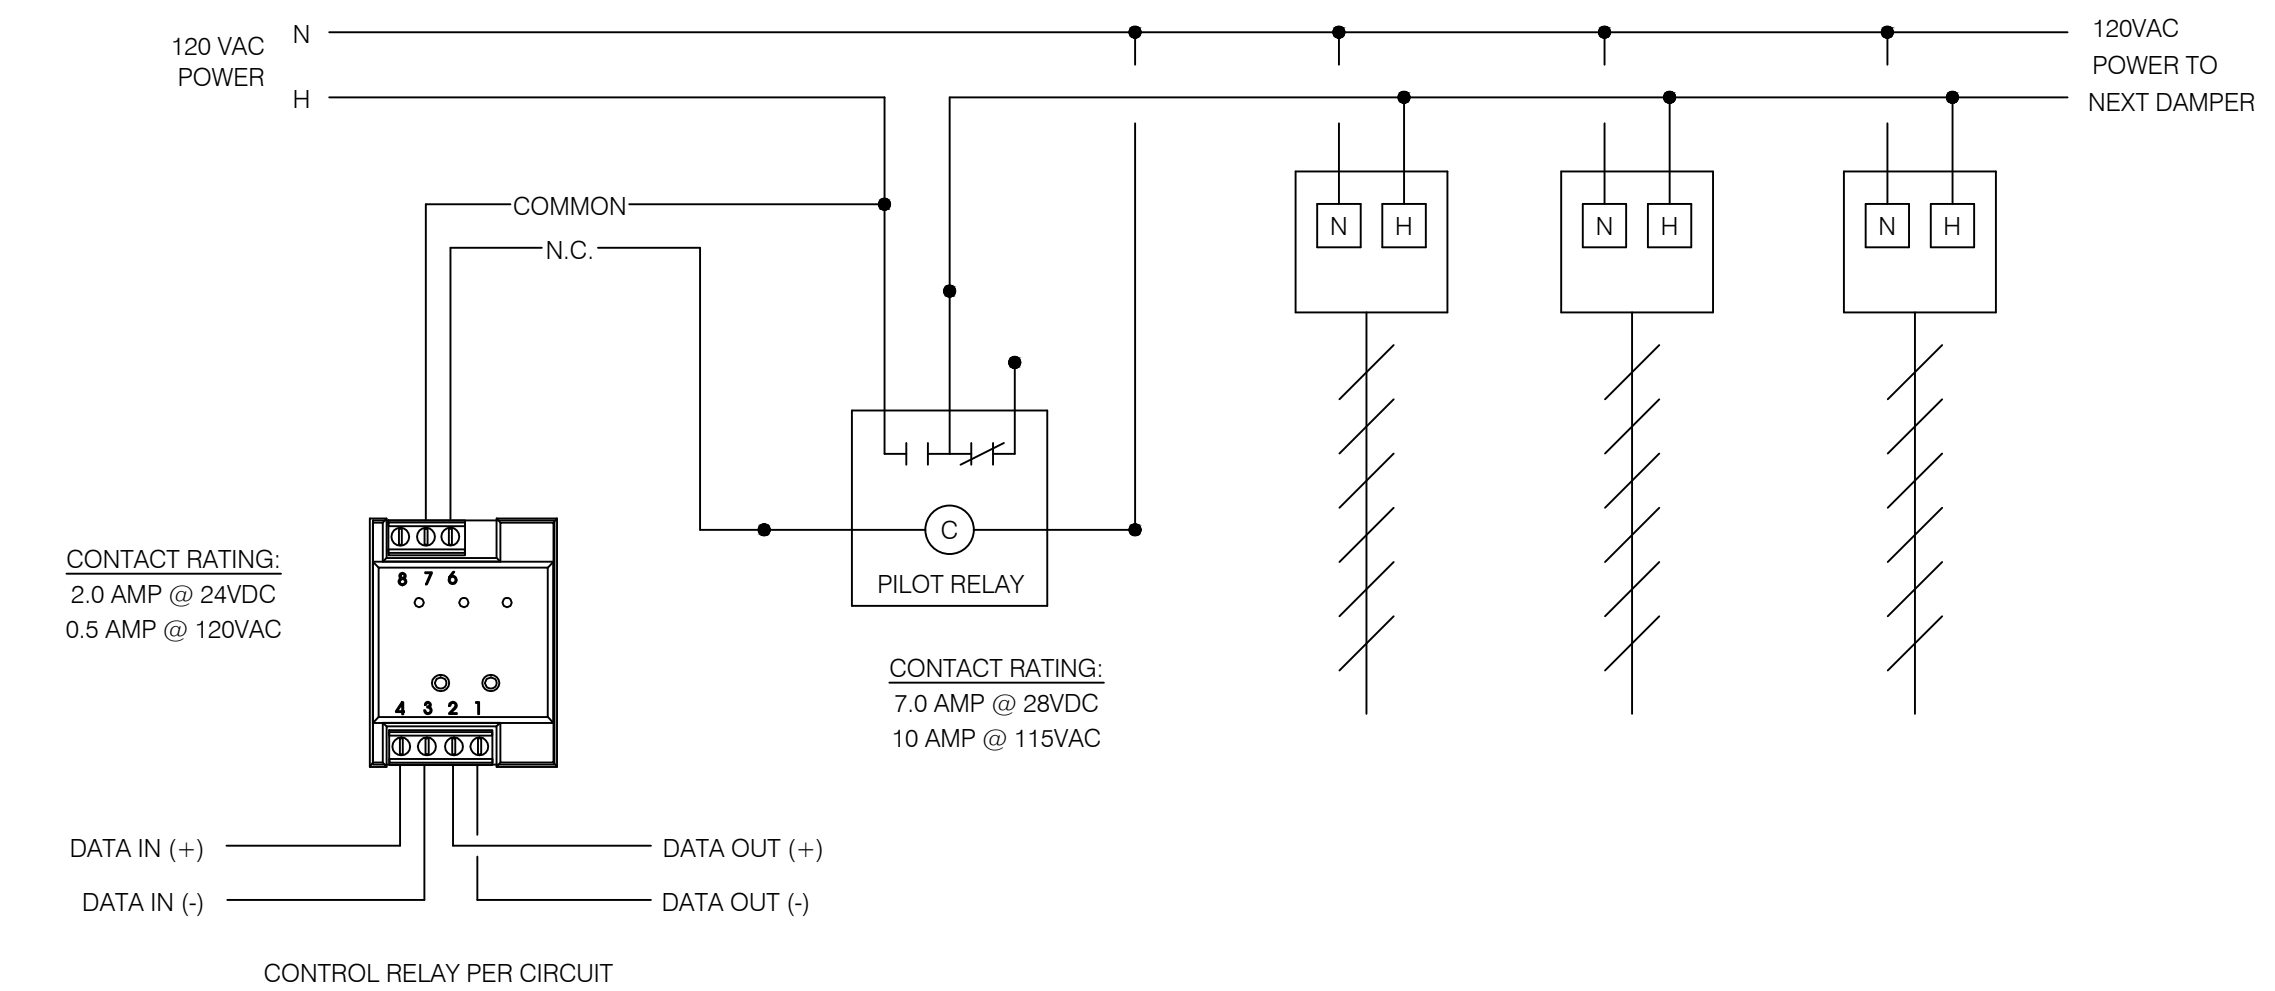 120 VAC
POWER
N
H
120VAC
POWER TO
NEXT DAMPER
COMMON
N.C.
N
H
N
H
N
H
C
PILOT RELAY
CONTACT RATING:
2.0 AMP @ 24VDC
0.5 AMP @ 120VAC
8 7 6
4 3 2 1
CONTACT RATING:
7.0 AMP @ 28VDC
10 AMP @ 115VAC
DATA IN (+)
DATA OUT (+)
DATA IN (-)
DATA OUT (-)
CONTROL RELAY PER CIRCUIT